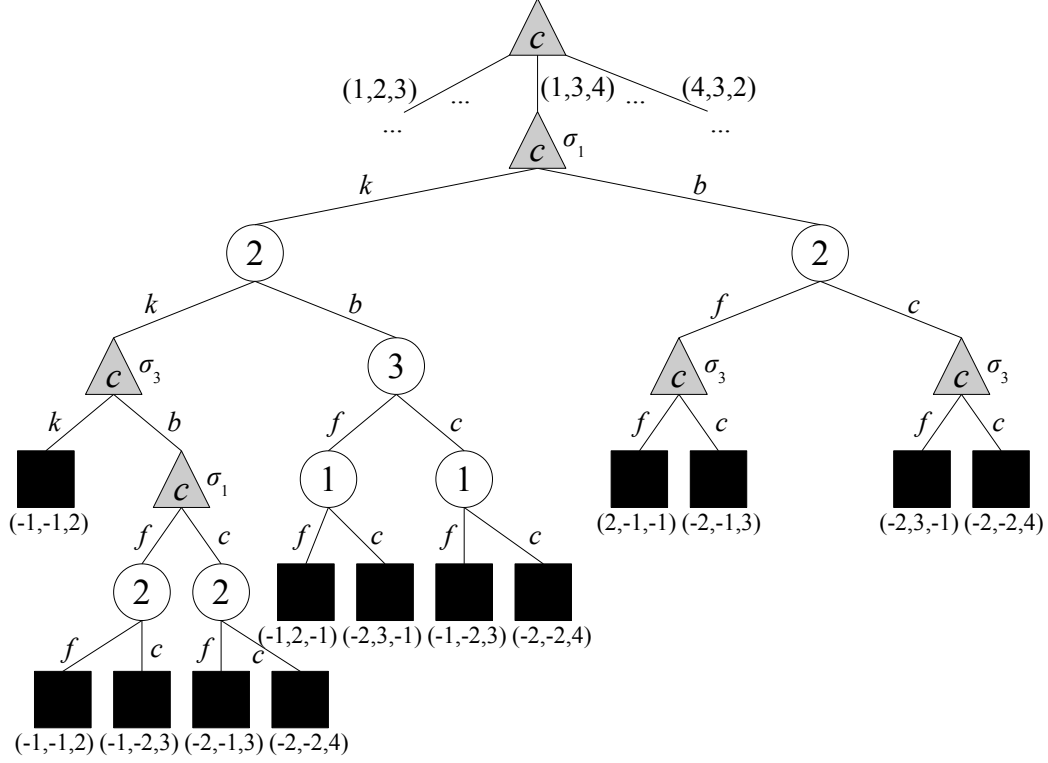 c
(1,2,3) ... (1,3,4) ... (4,3,2)
... ...
c σ1
k b
2 2
k b f c
c σ3 3 c σ3 c σ3
k b f c f c f c
c σ1 1 1
(-1,-1,2) (2,-1,-1) (-2,-1,3) (-2,3,-1) (-2,-2,4)
f c f c f c
2 2
(-1,2,-1) (-2,3,-1) (-1,-2,3) (-2,-2,4)
f c f c
(-1,-1,2) (-1,-2,3) (-2,-1,3) (-2,-2,4)